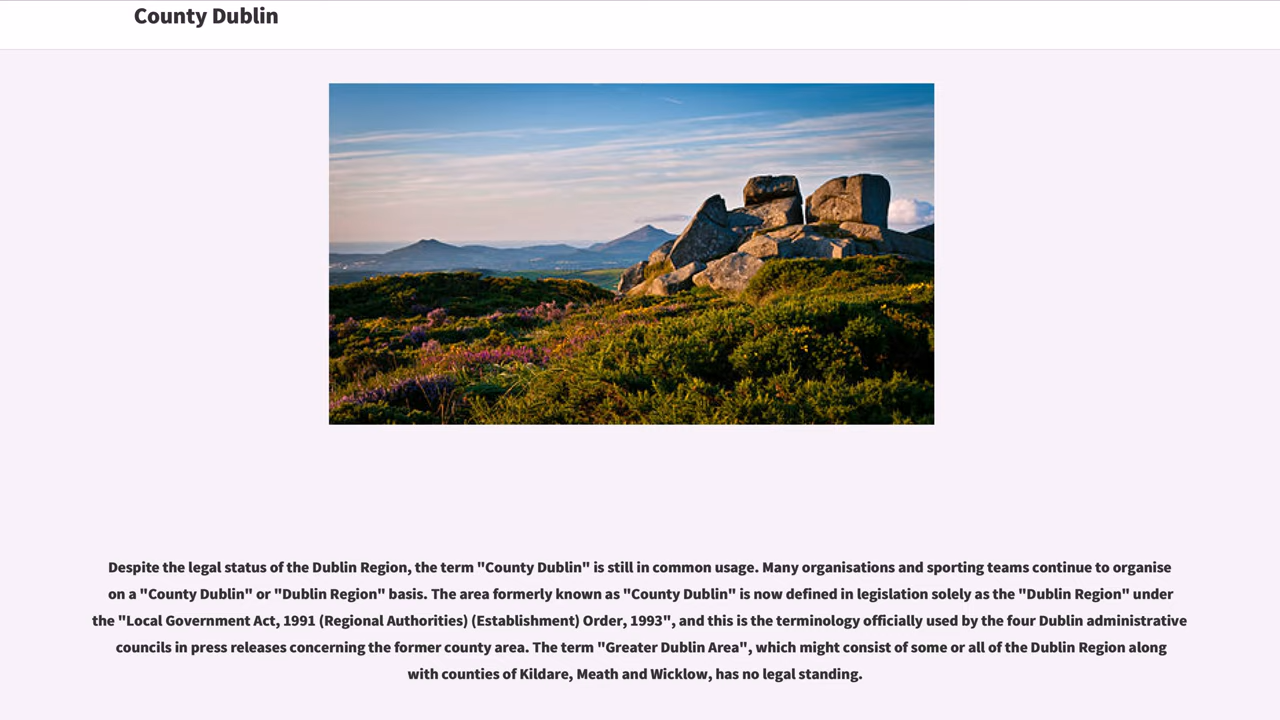 County Dublin
Despite the legal status of the Dublin Region, the term "County Dublin" is still in common usage. Many organisations and sporting teams continue to organise
on a "County Dublin" or "Dublin Region" basis. The area formerly known as "County Dublin" is now defined in legislation solely as the "Dublin Region" under
the "Local Government Act, 1991 (Regional Authorities) (Establishment) Order, 1993", and this is the terminology officially used by the four Dublin administrative
councils in press releases concerning the former county area. The term "Greater Dublin Area", which might consist of some or all of the Dublin Region along
with counties of Kildare, Meath and Wicklow, has no legal standing.